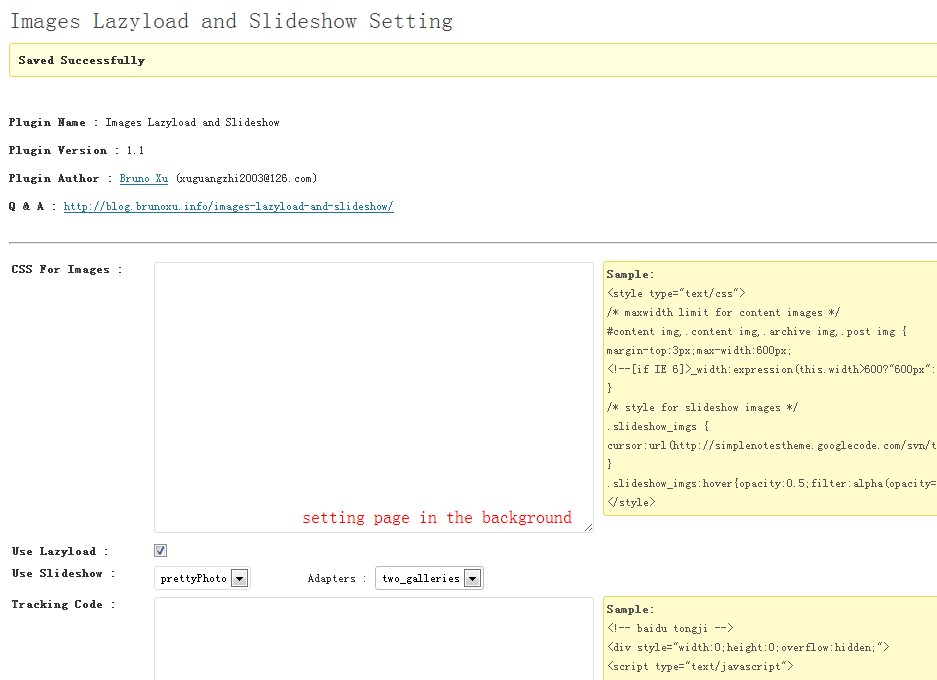 Images Lazyload and Slideshow Setting
Saved Successfully
Plugin Name : Images Lazyload and Slideshow
Plugin Version : 1.1
Plugin Author : Bruno Xu (xuguangzhi2003@126.com)
Q & A : http://blog.brunoxu.info/images-lazyload-and-slideshow/
CSS For Images :
Sample:
<style type="text/css">
/* maxwidth limit for content images */
#content img,.content img,.archive img,.post img {
margin-top:3px;max-width:600px;
<!--[if IE 6]>_width:expression(this.width>600?"600px":
}
/* style for slideshow images */
.slideshow_imgs {
cursor:url(http://simplenotestheme.googlecode.com/svn/t
}
.slideshow_imgs:hover{opacity:0.5;filter:alpha(opacity=
</style>
setting page in the background
Use Lazyload :
Use Slideshow : prettyPhoto Adapters : two_galleries
Tracking Code :
Sample:
<!-- baidu tongji -->
<div style="width:0;height:0;overflow:hidden;">
<script type="text/javascript">